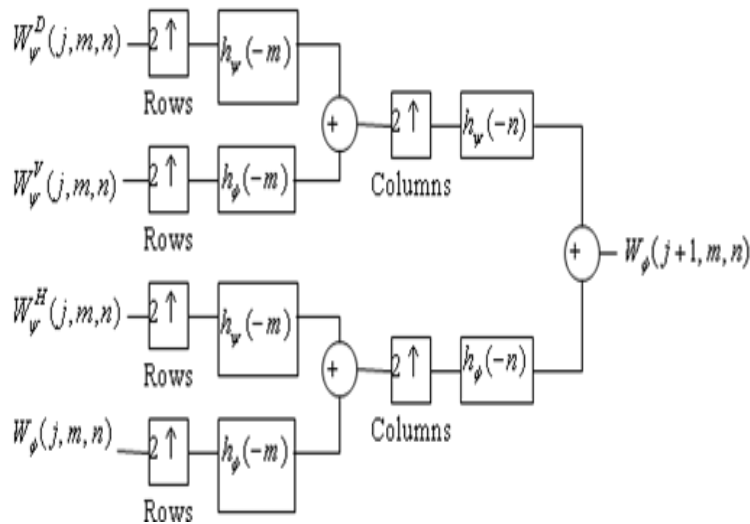 W_ψ^D(j,m,n)
2↑
Rows
h_ψ(−m)
W_ψ^V(j,m,n)
2↑
Rows
h_ϕ(−m)
+
2↑
Columns
h_ψ(−n)
W_ψ^H(j,m,n)
2↑
Rows
h_ψ(−m)
W_ϕ(j,m,n)
2↑
Rows
h_ϕ(−m)
+
2↑
Columns
h_ϕ(−n)
+
W_ϕ(j+1,m,n)